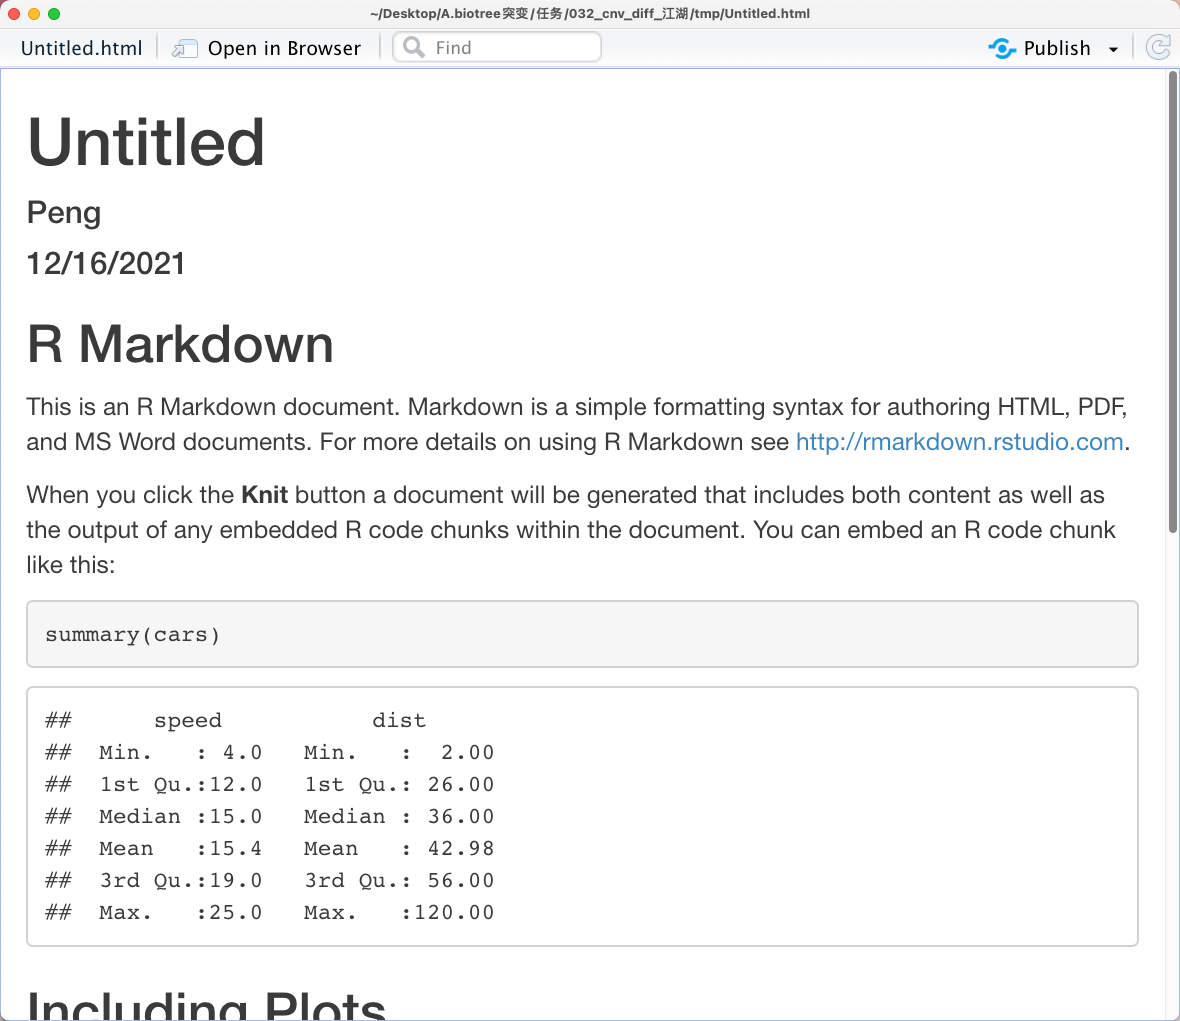 ~/Desktop/A.biotree突变/任务/032_cnv_diff_江湖/tmp/Untitled.html
Untitled.html Open in Browser Find Publish
Untitled
Peng
12/16/2021
R Markdown
This is an R Markdown document. Markdown is a simple formatting syntax for authoring HTML, PDF,
and MS Word documents. For more details on using R Markdown see http://rmarkdown.rstudio.com.
When you click the Knit button a document will be generated that includes both content as well as
the output of any embedded R code chunks within the document. You can embed an R code chunk
like this:
summary(cars)
##      speed           dist
##  Min.   : 4.0   Min.   :  2.00
##  1st Qu.:12.0   1st Qu.: 26.00
##  Median :15.0   Median : 36.00
##  Mean   :15.4   Mean   : 42.98
##  3rd Qu.:19.0   3rd Qu.: 56.00
##  Max.   :25.0   Max.   :120.00
Including Plots